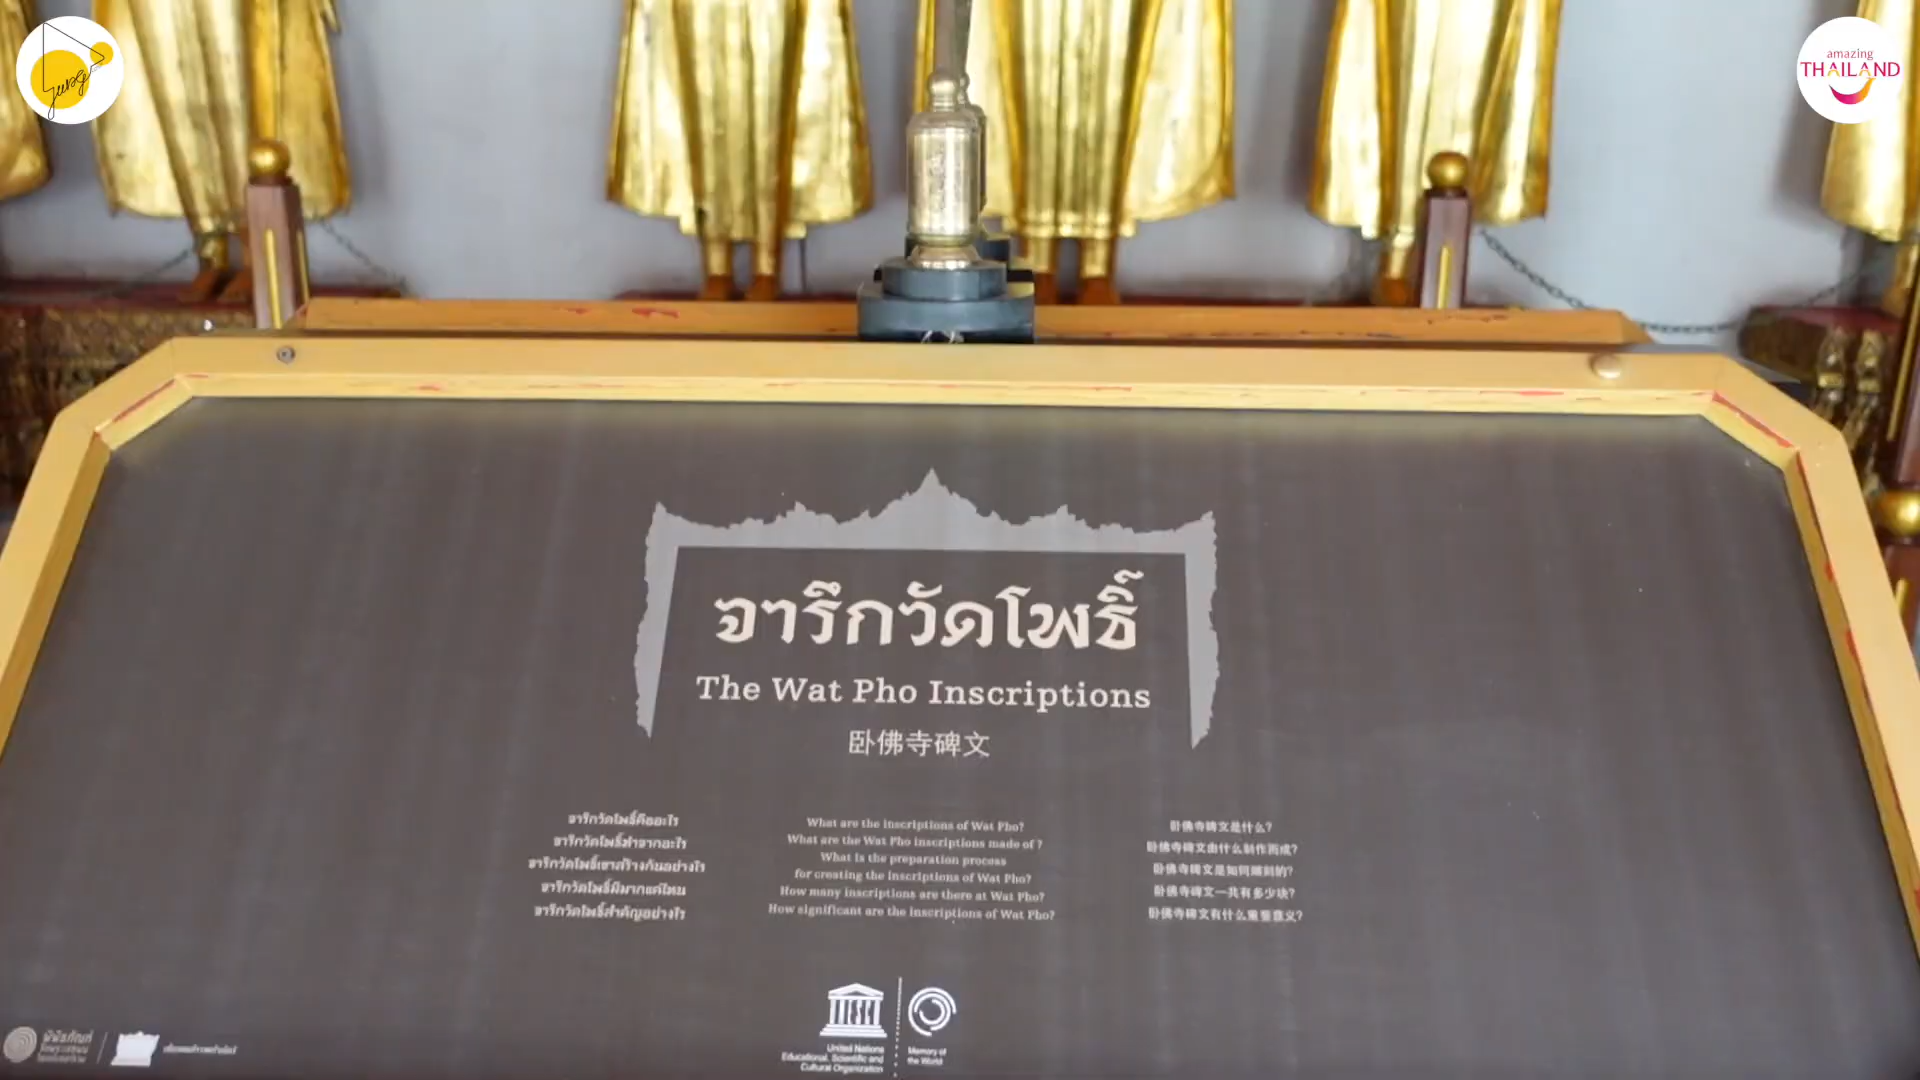 amazing
THAILAND
จารึกวัดโพธิ์
The Wat Pho Inscriptions
卧佛寺碑文
จารึกวัดโพธิ์คืออะไร
จารึกวัดโพธิ์ทำจากอะไร
จารึกวัดโพธิ์เขาสร้างกันอย่างไร
จารึกวัดโพธิ์มีมากแค่ไหน
จารึกวัดโพธิ์สำคัญอย่างไร
What are the inscriptions of Wat Pho?
What are the Wat Pho inscriptions made of ?
What is the preparation process
for creating the inscriptions of Wat Pho?
How many inscriptions are there at Wat Pho?
How significant are the inscriptions of Wat Pho?
卧佛寺碑文是什么?
卧佛寺碑文由什么制作而成?
卧佛寺碑文是如何雕刻的?
卧佛寺碑文一共有多少块?
卧佛寺碑文有什么重要意义?
United Nations
Educational, Scientific and
Cultural Organization
Memory of
the World
พิพิธภัณฑ์